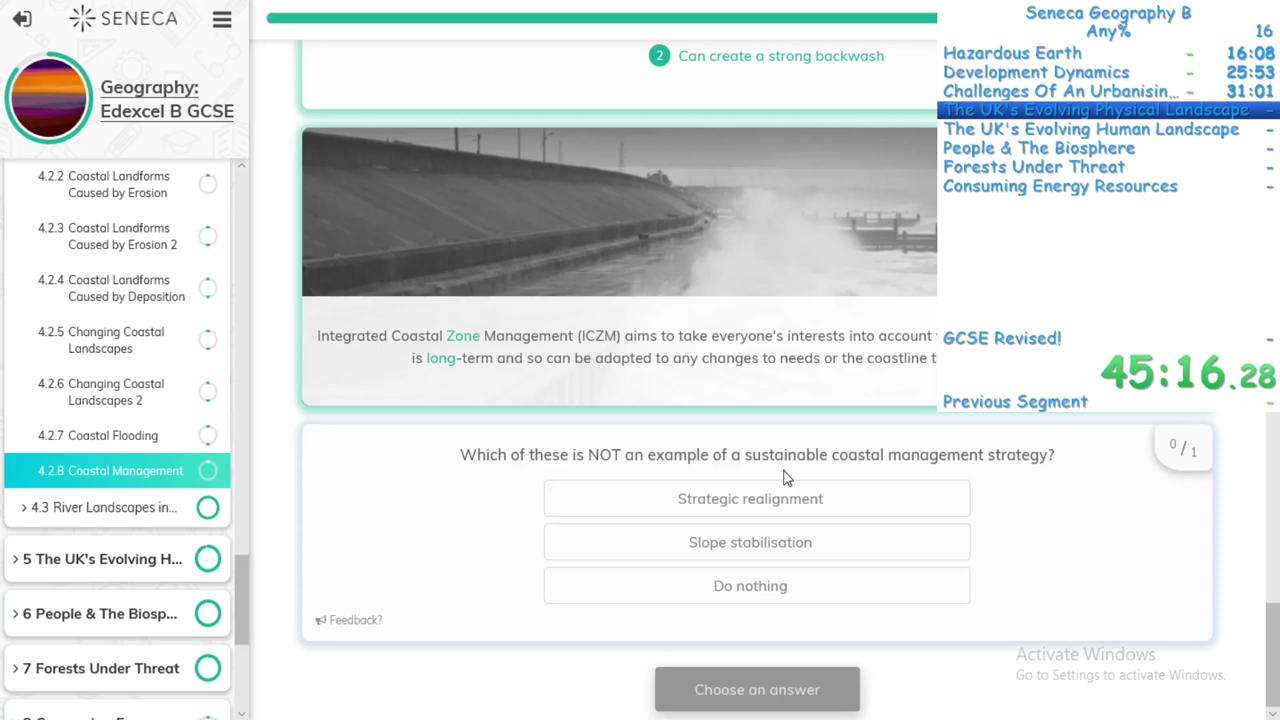 SENECA
Geography:
Edexcel B GCSE
4.2.2 Coastal Landforms
Caused by Erosion
4.2.3 Coastal Landforms
Caused by Erosion 2
4.2.4 Coastal Landforms
Caused by Deposition
4.2.5 Changing Coastal
Landscapes
4.2.6 Changing Coastal
Landscapes 2
4.2.7 Coastal Flooding
4.2.8 Coastal Management
4.3 River Landscapes in...
5 The UK's Evolving H...
6 People & The Biosp...
7 Forests Under Threat
2 Can create a strong backwash
Integrated Coastal Zone Management (ICZM) aims to take everyone's interests into account
is long-term and so can be adapted to any changes to needs or the coastline
Which of these is NOT an example of a sustainable coastal management strategy?
0 / 1
Strategic realignment
Slope stabilisation
Do nothing
Feedback?
Choose an answer
Seneca Geography B
Any% 16
Hazardous Earth - 16:08
Development Dynamics - 25:53
Challenges Of An Urbanisin... - 31:01
The UK's Evolving Physical Landscape -
The UK's Evolving Human Landscape -
People & The Biosphere -
Forests Under Threat -
Consuming Energy Resources -
GCSE Revised! -
45:16.28
Previous Segment -
Activate Windows
Go to Settings to activate Windows.